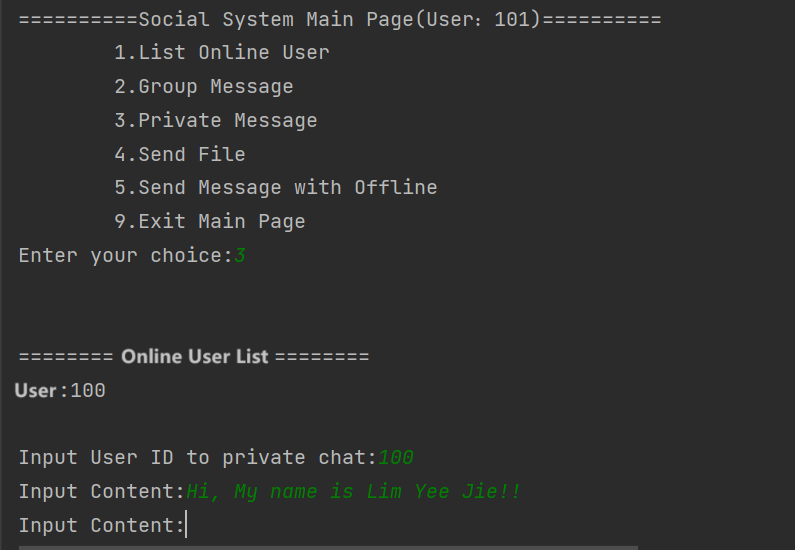 ==========Social System Main Page(User: 101)==========
1.List Online User
2.Group Message
3.Private Message
4.Send File
5.Send Message with Offline
9.Exit Main Page
Enter your choice:3
======== Online User List ========
User:100
Input User ID to private chat:100
Input Content:Hi, My name is Lim Yee Jie!!
Input Content: